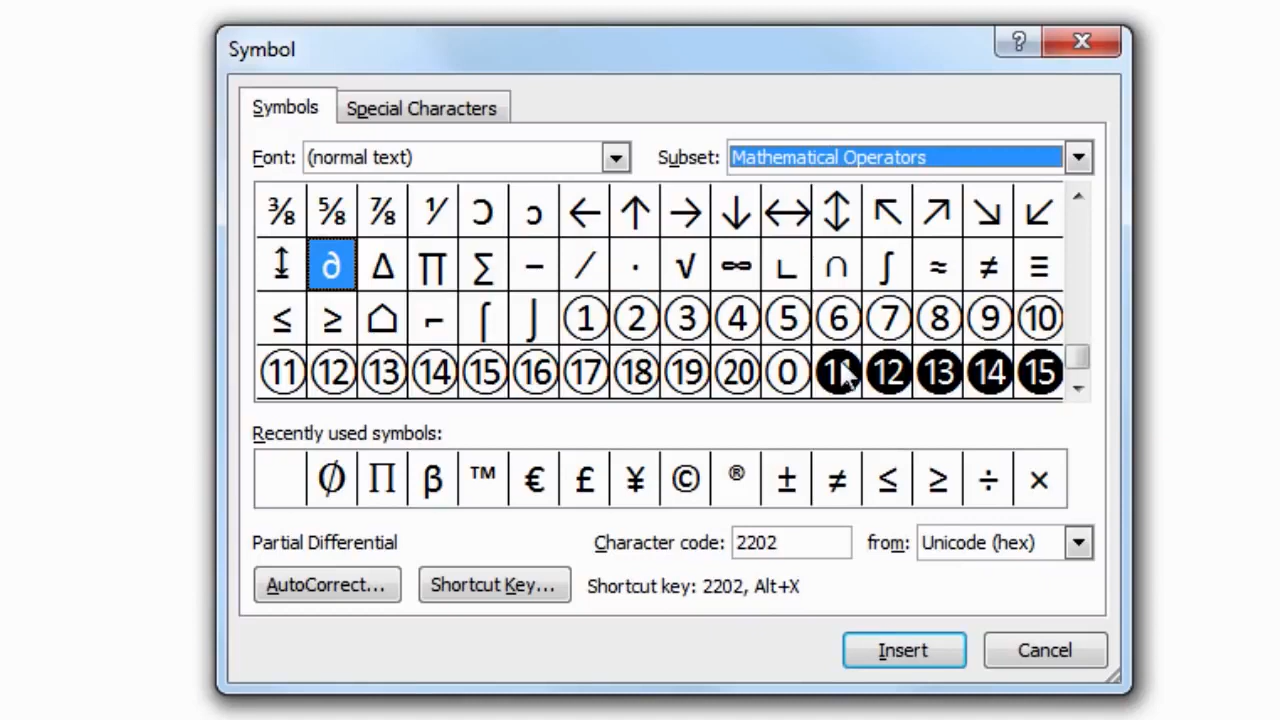 Symbol
Symbols Special Characters
Font: (normal text) Subset: Mathematical Operators
⅜ ⅝ ⅞ ⅟ Ↄ ↄ ← ↑ → ↓ ↔ ↕ ↖ ↗ ↘ ↙
↨ ∂ ∆ ∏ ∑ − ∕ ∙ √ ∞ ∟ ∩ ∫ ≈ ≠ ≡
≤ ≥ ⌂ ⌐ ⌠ ⌡ ① ② ③ ④ ⑤ ⑥ ⑦ ⑧ ⑨ ⑩
⑪ ⑫ ⑬ ⑭ ⑮ ⑯ ⑰ ⑱ ⑲ ⑳ ⓪ ⓫ ⓬ ⓭ ⓮ ⓯
Recently used symbols:
Ø ∏ β ™ € £ ¥ © ® ± ≠ ≤ ≥ ÷ ×
Partial Differential Character code: 2202 from: Unicode (hex)
AutoCorrect... Shortcut Key... Shortcut key: 2202, Alt+X
Insert Cancel